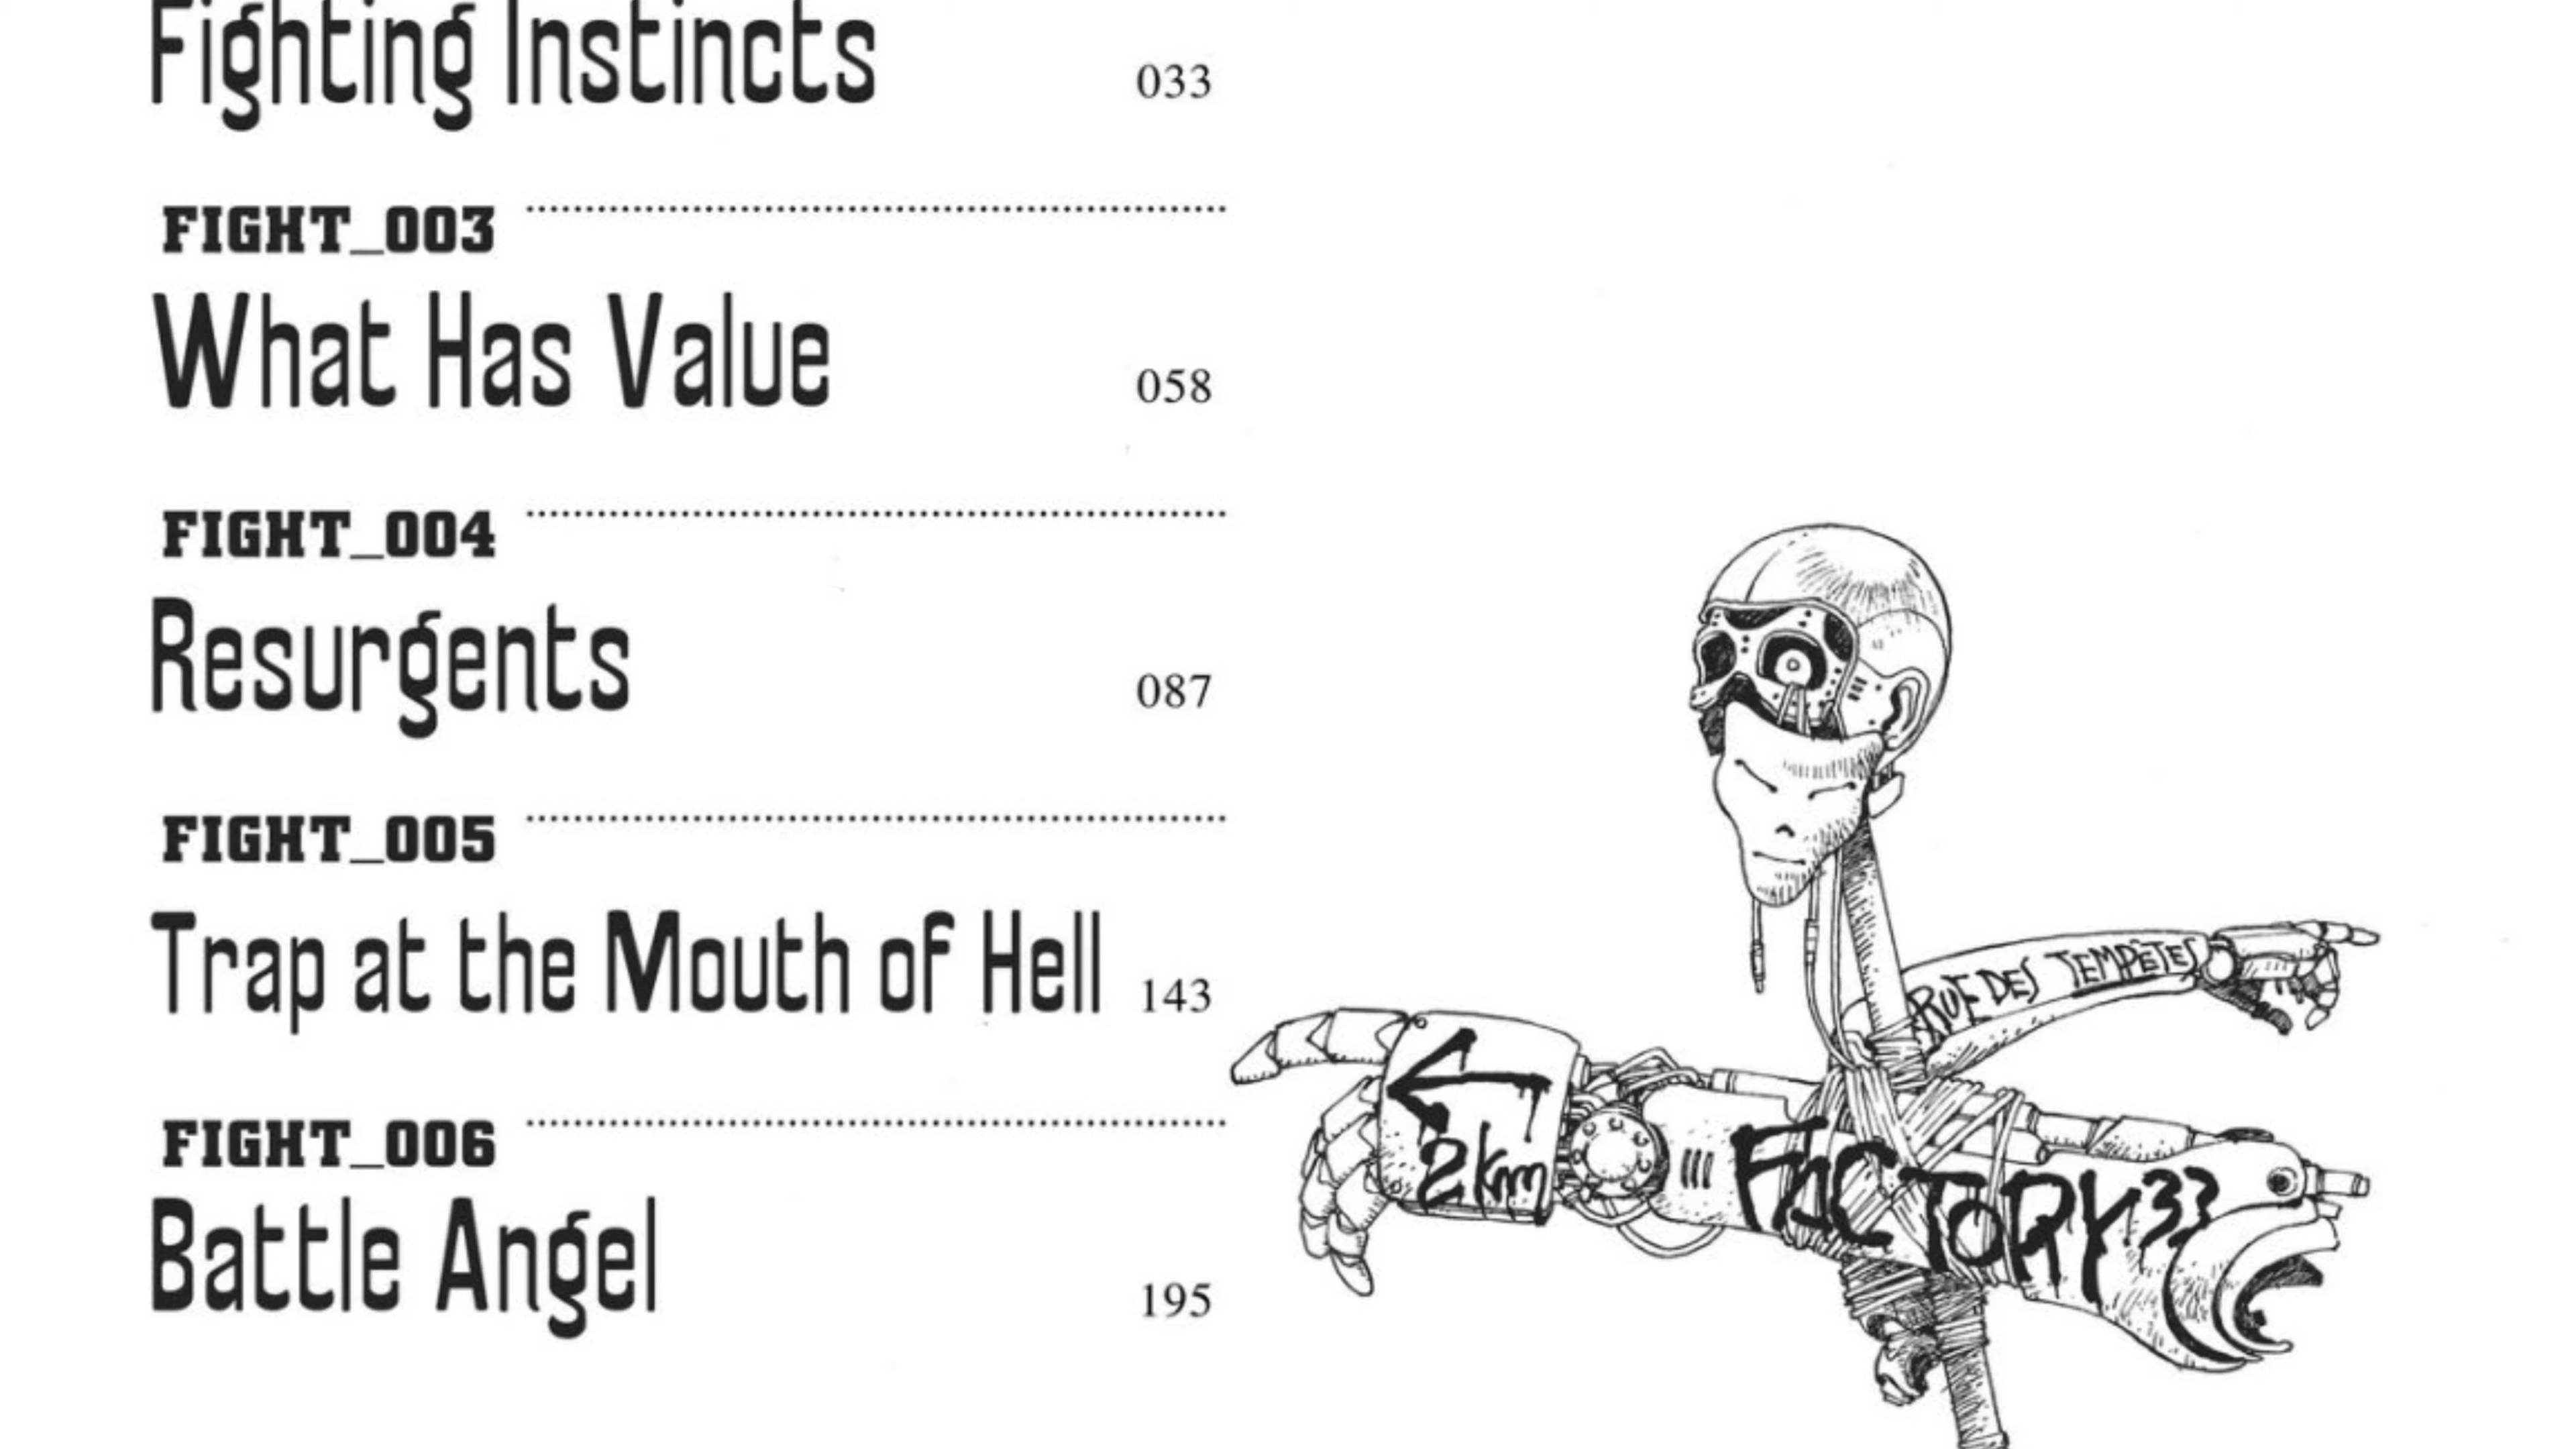 Fighting Instincts 033
FIGHT_003
What Has Value 058
FIGHT_004
Resurgents 087
FIGHT_005
Trap at the Mouth of Hell 143
FIGHT_006
Battle Angel 195
RUE DES TEMPÊTES
2km
FACTORY 33